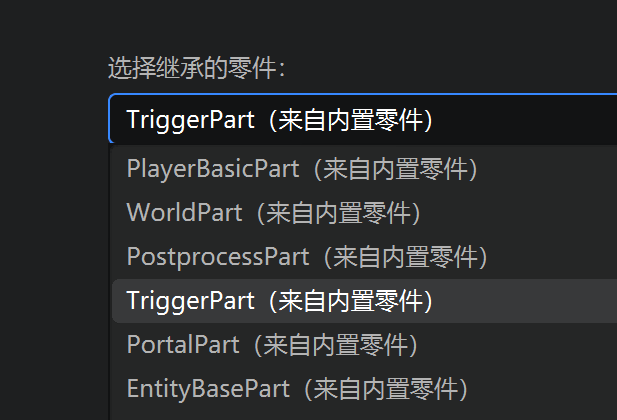 选择继承的零件：
TriggerPart（来自内置零件）
PlayerBasicPart（来自内置零件）
WorldPart（来自内置零件）
PostprocessPart（来自内置零件）
TriggerPart（来自内置零件）
PortalPart（来自内置零件）
EntityBasePart（来自内置零件）